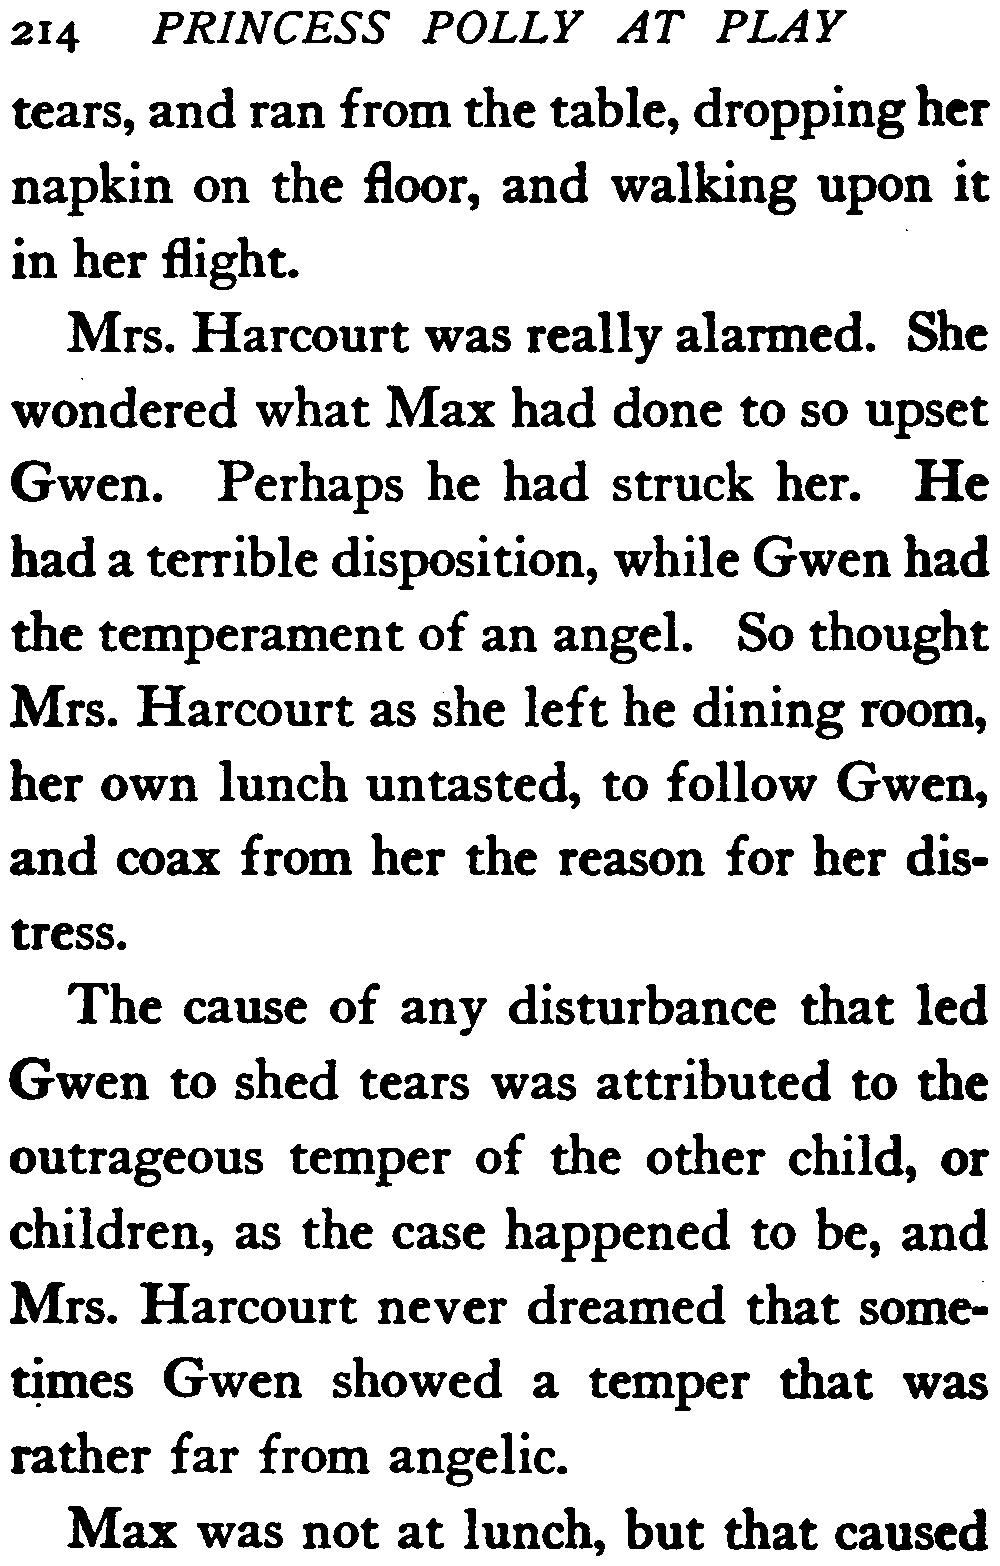 214 PRINCESS POLLY AT PLAY
tears, and ran from the table, dropping her
napkin on the floor, and walking upon it
in her flight.
Mrs. Harcourt was really alarmed. She
wondered what Max had done to so upset
Gwen. Perhaps he had struck her. He
had a terrible disposition, while Gwen had
the temperament of an angel. So thought
Mrs. Harcourt as she left he dining room,
her own lunch untasted, to follow Gwen,
and coax from her the reason for her dis-
tress.
The cause of any disturbance that led
Gwen to shed tears was attributed to the
outrageous temper of the other child, or
children, as the case happened to be, and
Mrs. Harcourt never dreamed that some-
times Gwen showed a temper that was
rather far from angelic.
Max was not at lunch, but that caused